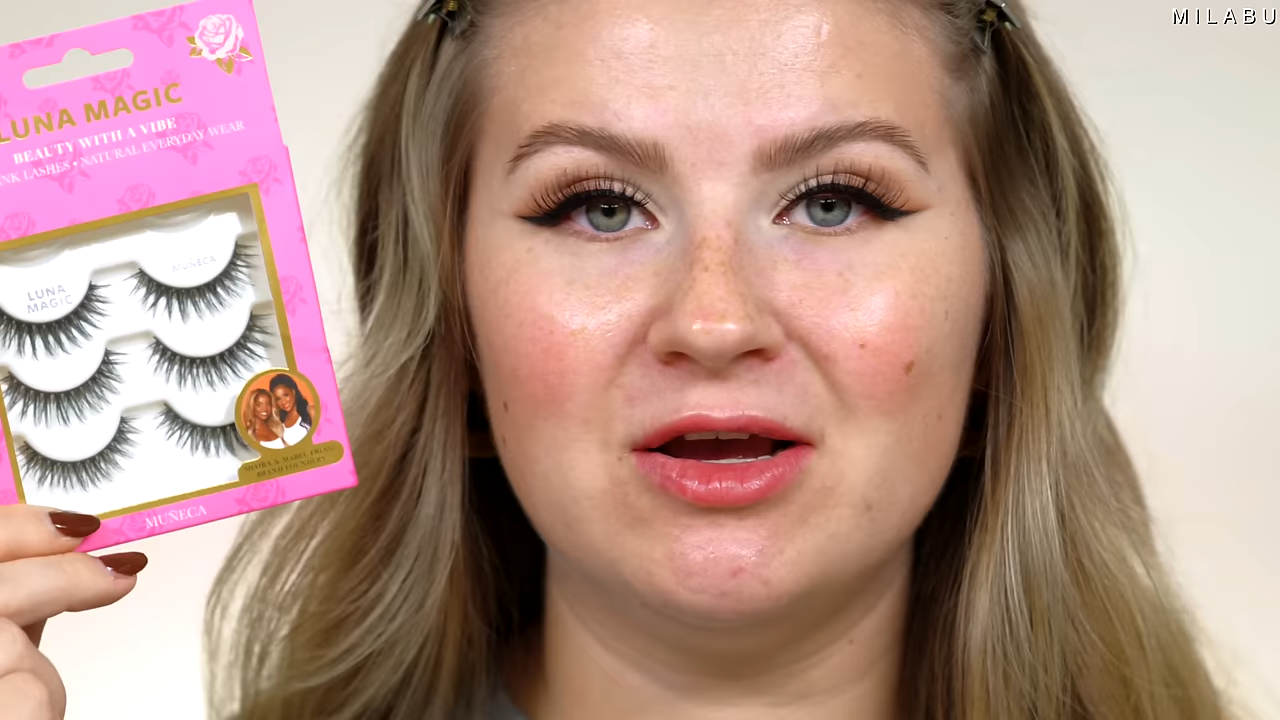 MILABU
LUNA MAGIC
BEAUTY WITH A VIBE
NK LASHES • NATURAL EVERYDAY WEAR
MUÑECA
LUNA
MAGIC
BRAND FOUNDERS
MUÑECA